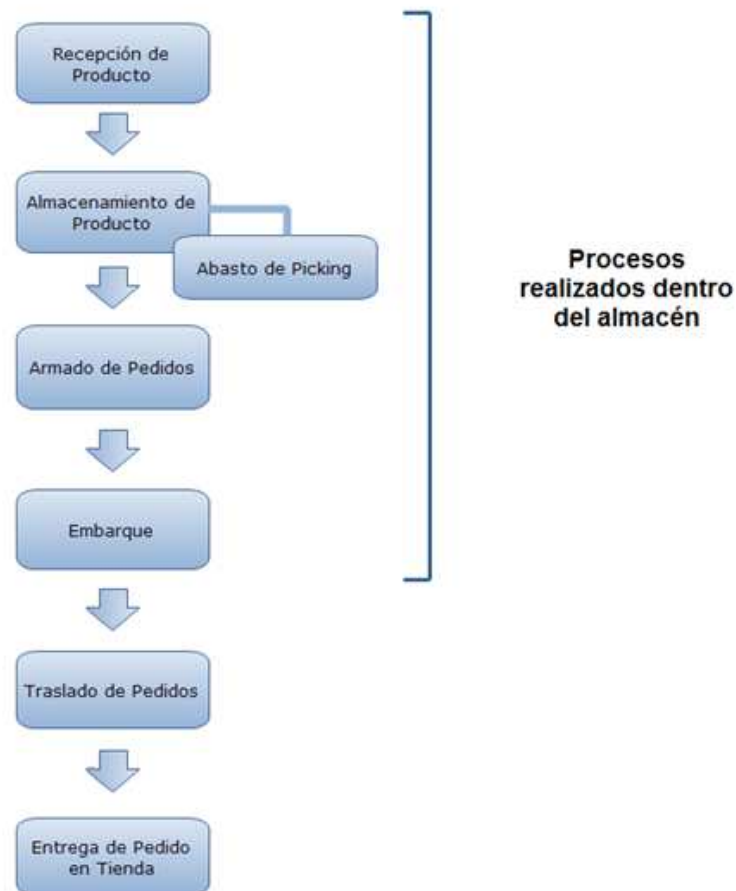 Recepción de
Producto
Almacenamiento de
Producto
Abasto de Picking
Procesos
realizados dentro
del almacén
Armado de Pedidos
Embarque
Traslado de Pedidos
Entrega de Pedido
en Tienda